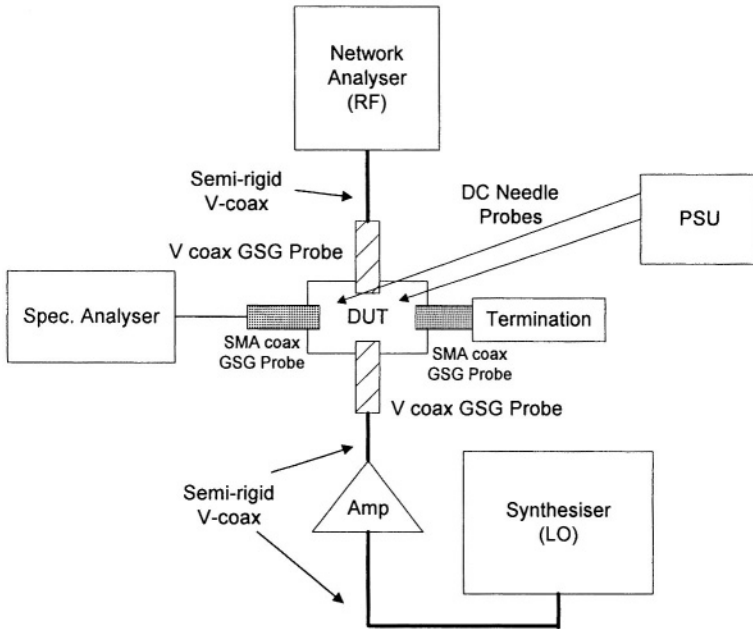 Network
Analyser
(RF)
Semi-rigid
V-coax
DC Needle
Probes
PSU
V coax GSG Probe
Spec. Analyser
DUT
Termination
SMA coax
GSG Probe
SMA coax
GSG Probe
V coax GSG Probe
Semi-rigid
V-coax
Amp
Synthesiser
(LO)